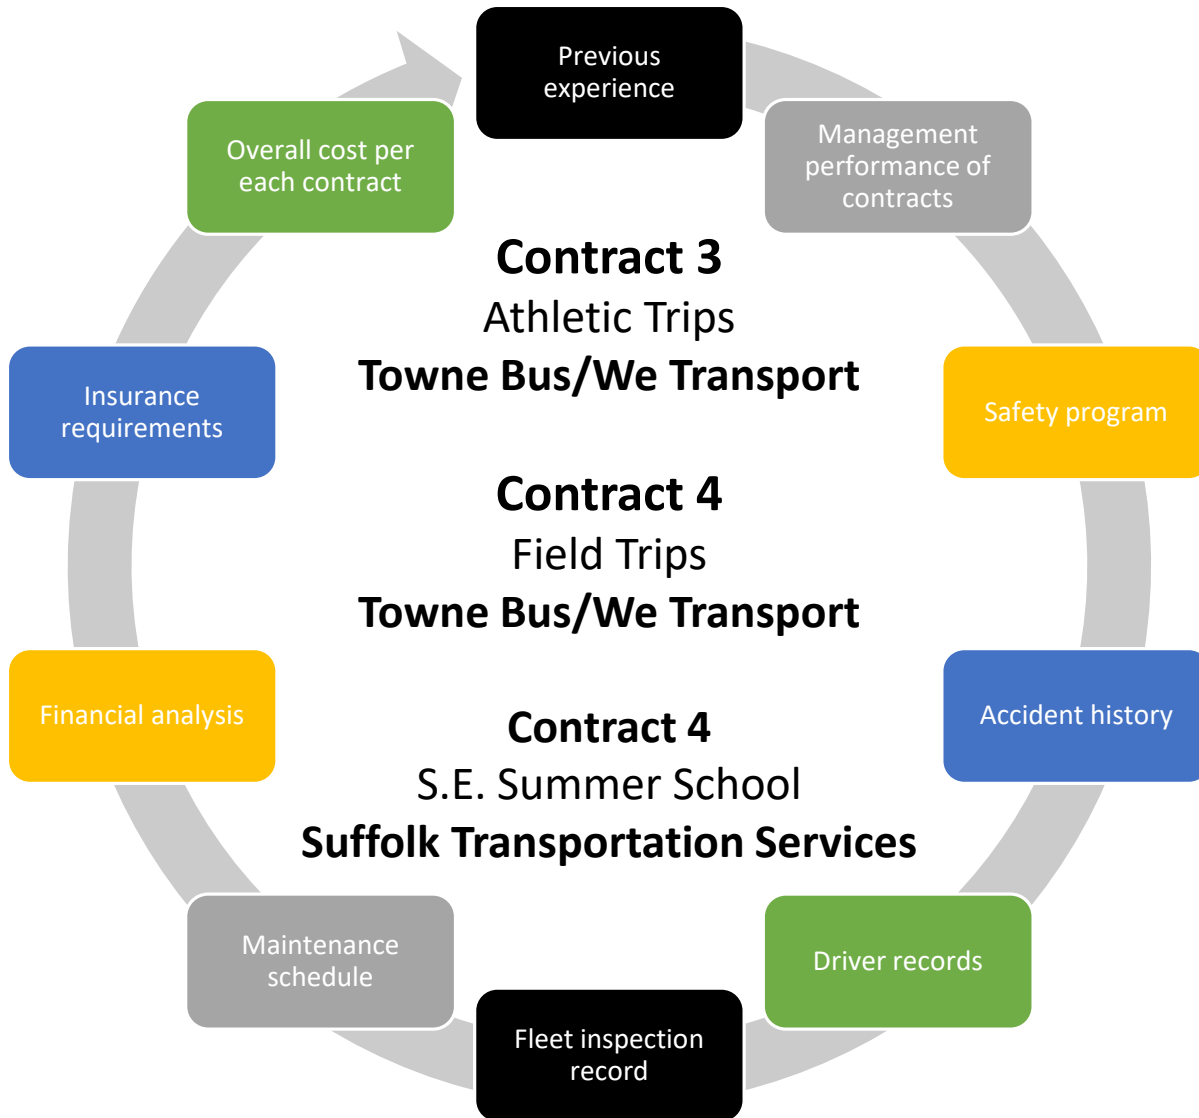 Previous
experience
Management
performance of
contracts
Safety program
Accident history
Driver records
Fleet inspection
record
Maintenance
schedule
Financial analysis
Insurance
requirements
Overall cost per
each contract
Contract 3
Athletic Trips
Towne Bus/We Transport
Contract 4
Field Trips
Towne Bus/We Transport
Contract 4
S.E. Summer School
Suffolk Transportation Services